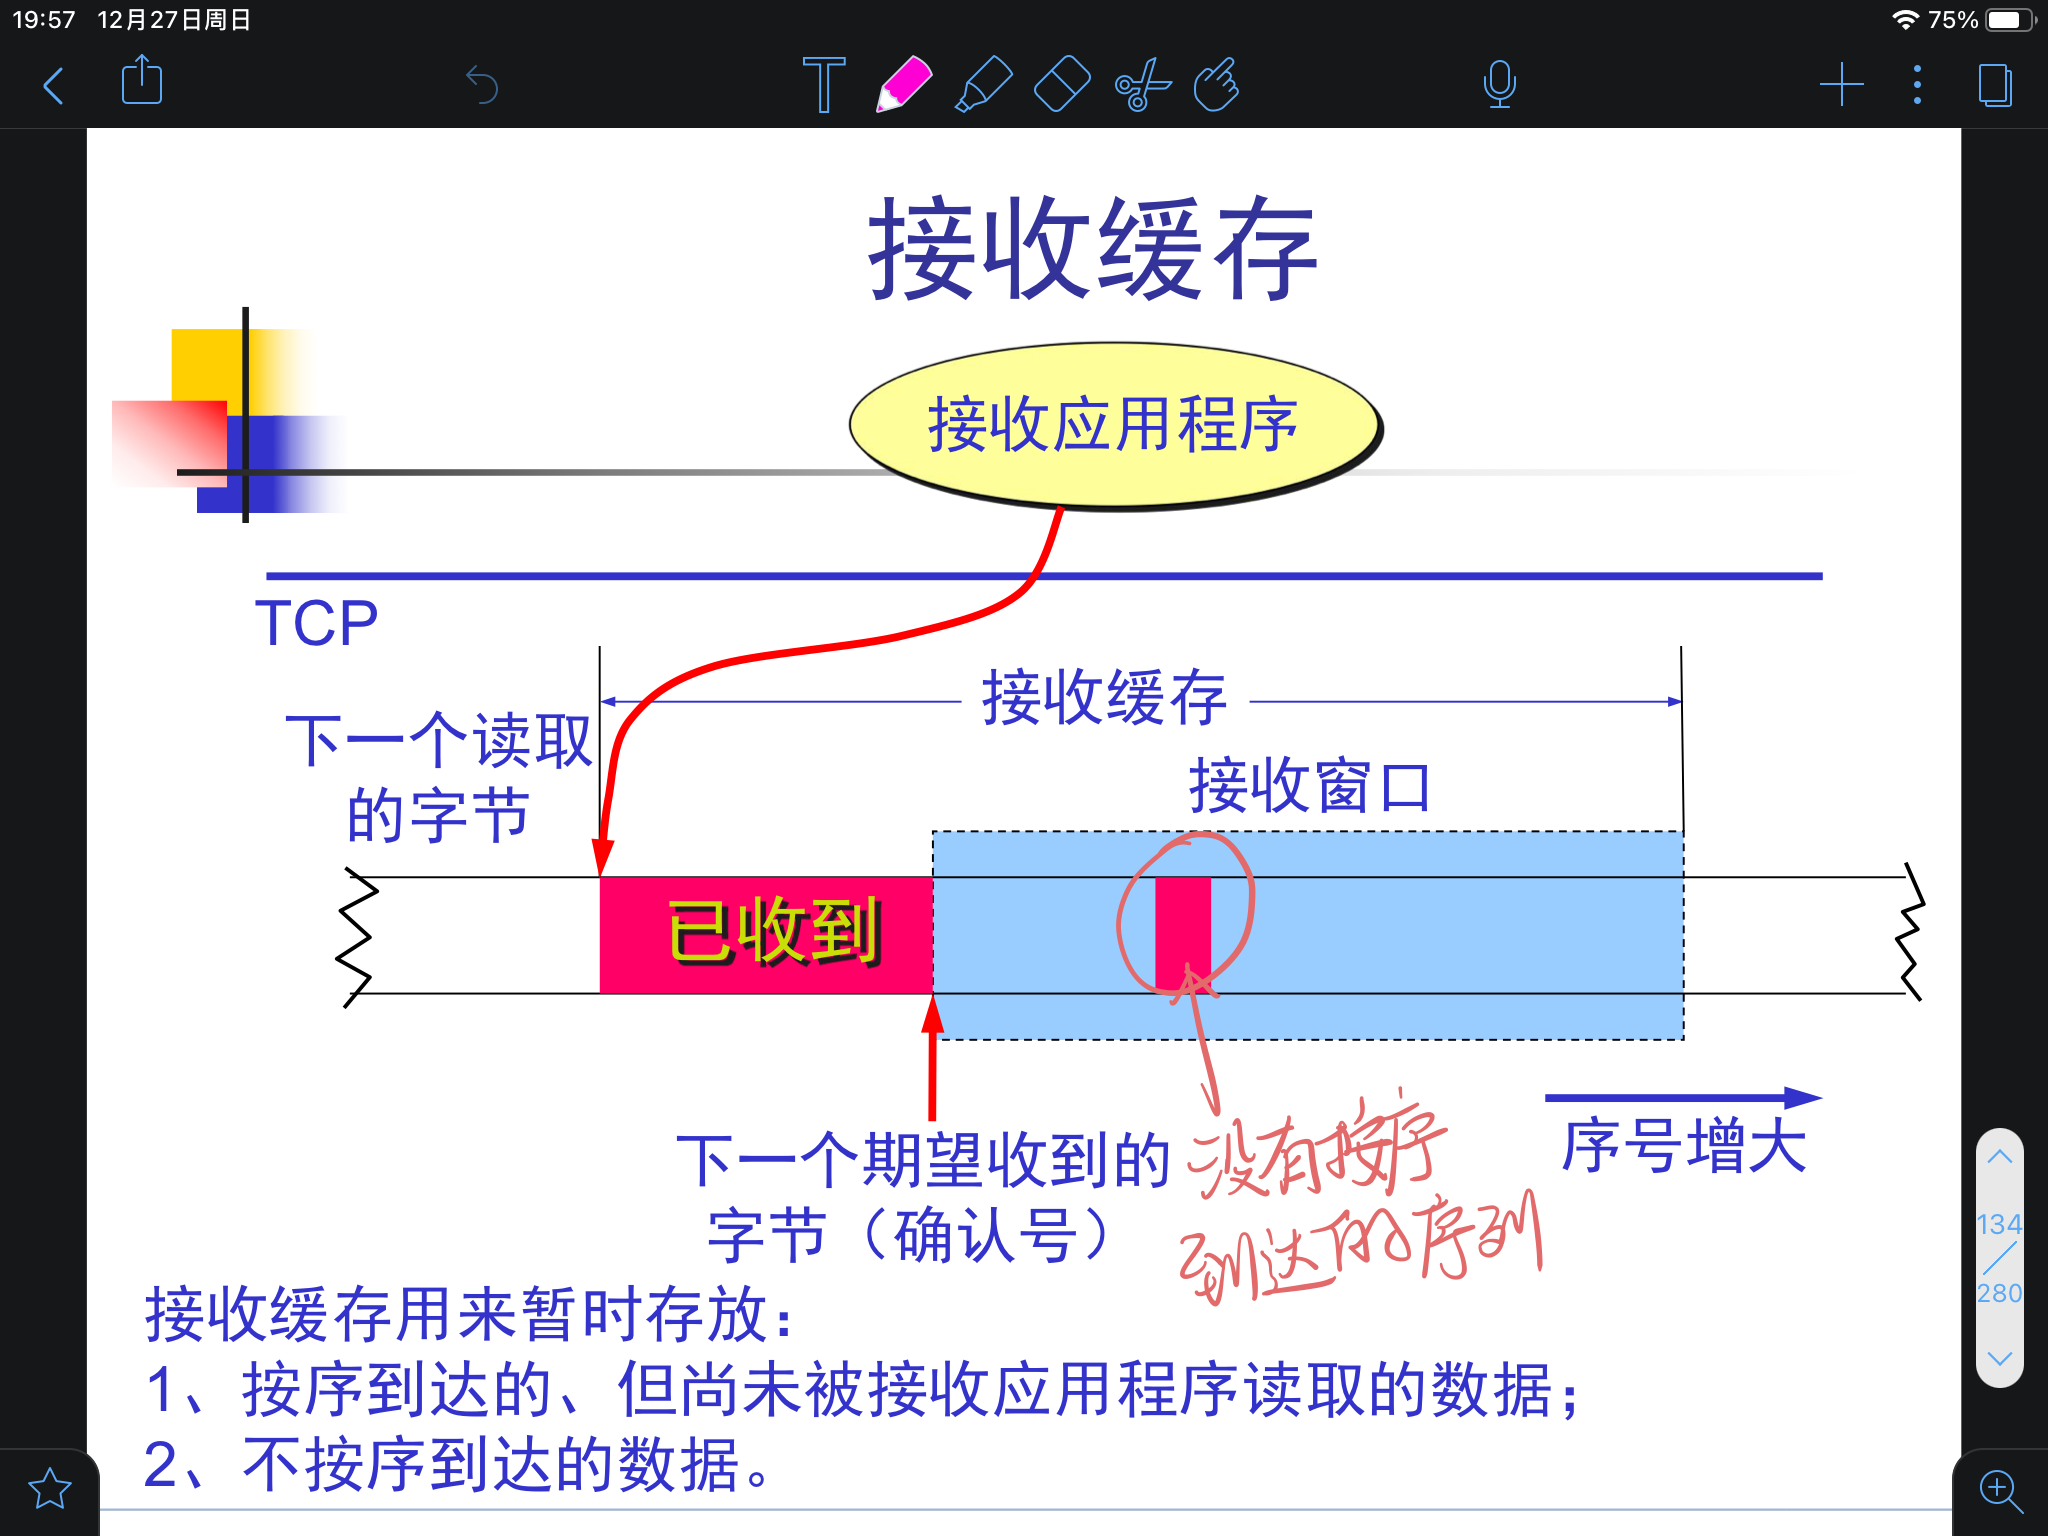 19:57 12月27日周日
75%
接收缓存
接收应用程序
TCP
接收缓存
下一个读取
的字节
接收窗口
已收到
下一个期望收到的
字节（确认号）
没有按序
到达的序列
序号增大
134
280
接收缓存用来暂时存放：
1、按序到达的、但尚未被接收应用程序读取的数据；
2、不按序到达的数据。